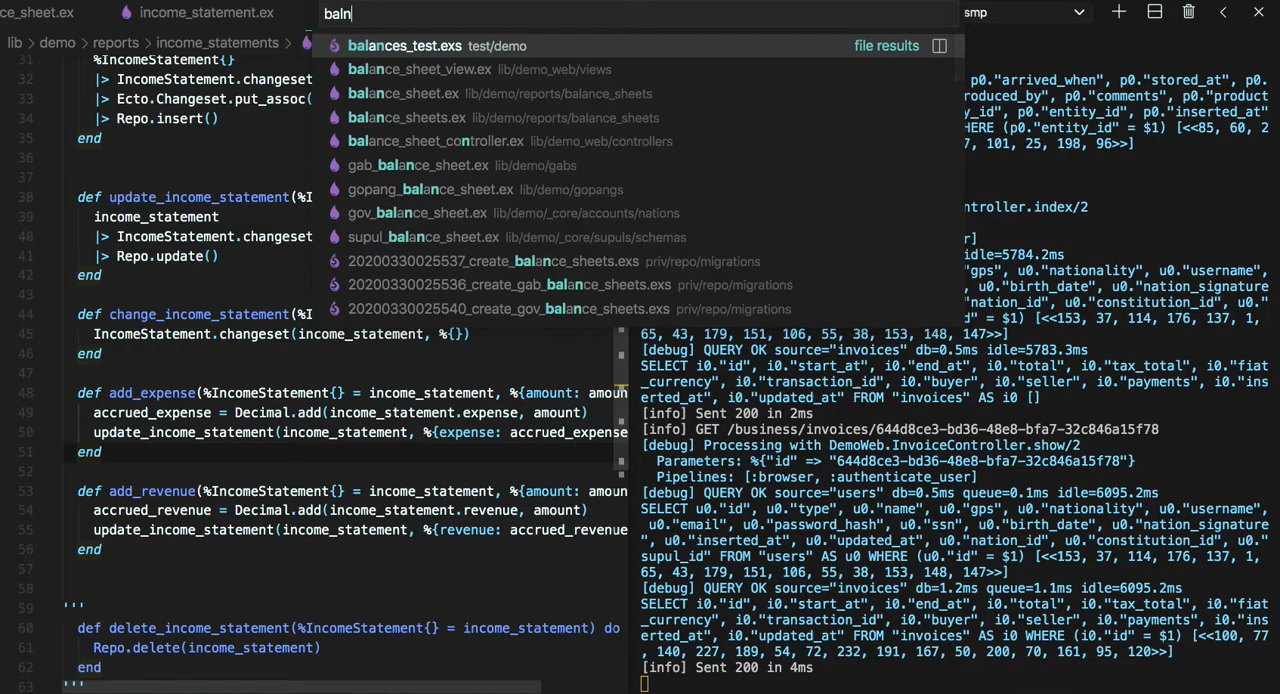 ce_sheet.ex income_statement.ex
baln
smp
lib > demo > reports > income_statements >
balances_test.exs test/demo file results
balance_sheet_view.ex lib/demo_web/views
balance_sheet.ex lib/demo/reports/balance_sheets
balance_sheets.ex lib/demo/reports/balance_sheets
balance_sheet_controller.ex lib/demo_web/controllers
gab_balance_sheet.ex lib/demo/gabs
gopang_balance_sheet.ex lib/demo/gopangs
gov_balance_sheet.ex lib/demo/_core/accounts/nations
supul_balance_sheet.ex lib/demo/_core/supuls/schemas
20200330025537_create_balance_sheets.exs priv/repo/migrations
20200330025536_create_gab_balance_sheets.exs priv/repo/migrations
20200330025540_create_gov_balance_sheets.exs priv/repo/migrations
31 %IncomeStatement{}
32 |> IncomeStatement.changeset
33 |> Ecto.Changeset.put_assoc(
34 |> Repo.insert()
35 end
36
37
38 def update_income_statement(%I
39 income_statement
40 |> IncomeStatement.changeset
41 |> Repo.update()
42 end
43
44 def change_income_statement(%I
45 IncomeStatement.changeset(income_statement, %{})
46 end
47
48 def add_expense(%IncomeStatement{} = income_statement, %{amount: amoun
49 accrued_expense = Decimal.add(income_statement.expense, amount)
50 update_income_statement(income_statement, %{expense: accrued_expense
51 end
52
53 def add_revenue(%IncomeStatement{} = income_statement, %{amount: amoun
54 accrued_revenue = Decimal.add(income_statement.revenue, amount)
55 update_income_statement(income_statement, %{revenue: accrued_revenue
56 end
57
58
59 '''
60 def delete_income_statement(%IncomeStatement{} = income_statement) do
61 Repo.delete(income_statement)
62 end
63 '''
p0."arrived_when", p0."stored_at", p0.
roduced_by", p0."comments", p0."product
y_id", p0."entity_id", p0."inserted_at"
HERE (p0."entity_id" = $1) [<<85, 60, 2
7, 101, 25, 198, 96>>]
ntroller.index/2
r]
idle=5784.2ms
"gps", u0."nationality", u0."username",
u0."birth_date", u0."nation_signature
"nation_id", u0."constitution_id", u0."
d" = $1) [<<153, 37, 114, 176, 137, 1,
65, 43, 179, 151, 106, 55, 38, 153, 148, 147>>]
[debug] QUERY OK source="invoices" db=0.5ms idle=5783.3ms
SELECT i0."id", i0."start_at", i0."end_at", i0."total", i0."tax_total", i0."fiat
_currency", i0."transaction_id", i0."buyer", i0."seller", i0."payments", i0."ins
erted_at", i0."updated_at" FROM "invoices" AS i0 []
[info] Sent 200 in 2ms
[info] GET /business/invoices/644d8ce3-bd36-48e8-bfa7-32c846a15f78
[debug] Processing with DemoWeb.InvoiceController.show/2
Parameters: %{"id" => "644d8ce3-bd36-48e8-bfa7-32c846a15f78"}
Pipelines: [:browser, :authenticate_user]
[debug] QUERY OK source="users" db=0.5ms queue=0.1ms idle=6095.2ms
SELECT u0."id", u0."type", u0."name", u0."gps", u0."nationality", u0."username",
u0."email", u0."password_hash", u0."ssn", u0."birth_date", u0."nation_signature
", u0."inserted_at", u0."updated_at", u0."nation_id", u0."constitution_id", u0."
supul_id" FROM "users" AS u0 WHERE (u0."id" = $1) [<<153, 37, 114, 176, 137, 1,
65, 43, 179, 151, 106, 55, 38, 153, 148, 147>>]
[debug] QUERY OK source="invoices" db=1.2ms queue=1.1ms idle=6095.2ms
SELECT i0."id", i0."start_at", i0."end_at", i0."total", i0."tax_total", i0."fiat
_currency", i0."transaction_id", i0."buyer", i0."seller", i0."payments", i0."ins
erted_at", i0."updated_at" FROM "invoices" AS i0 WHERE (i0."id" = $1) [<<100, 77
, 140, 227, 189, 54, 72, 232, 191, 167, 50, 200, 70, 161, 95, 120>>]
[info] Sent 200 in 4ms